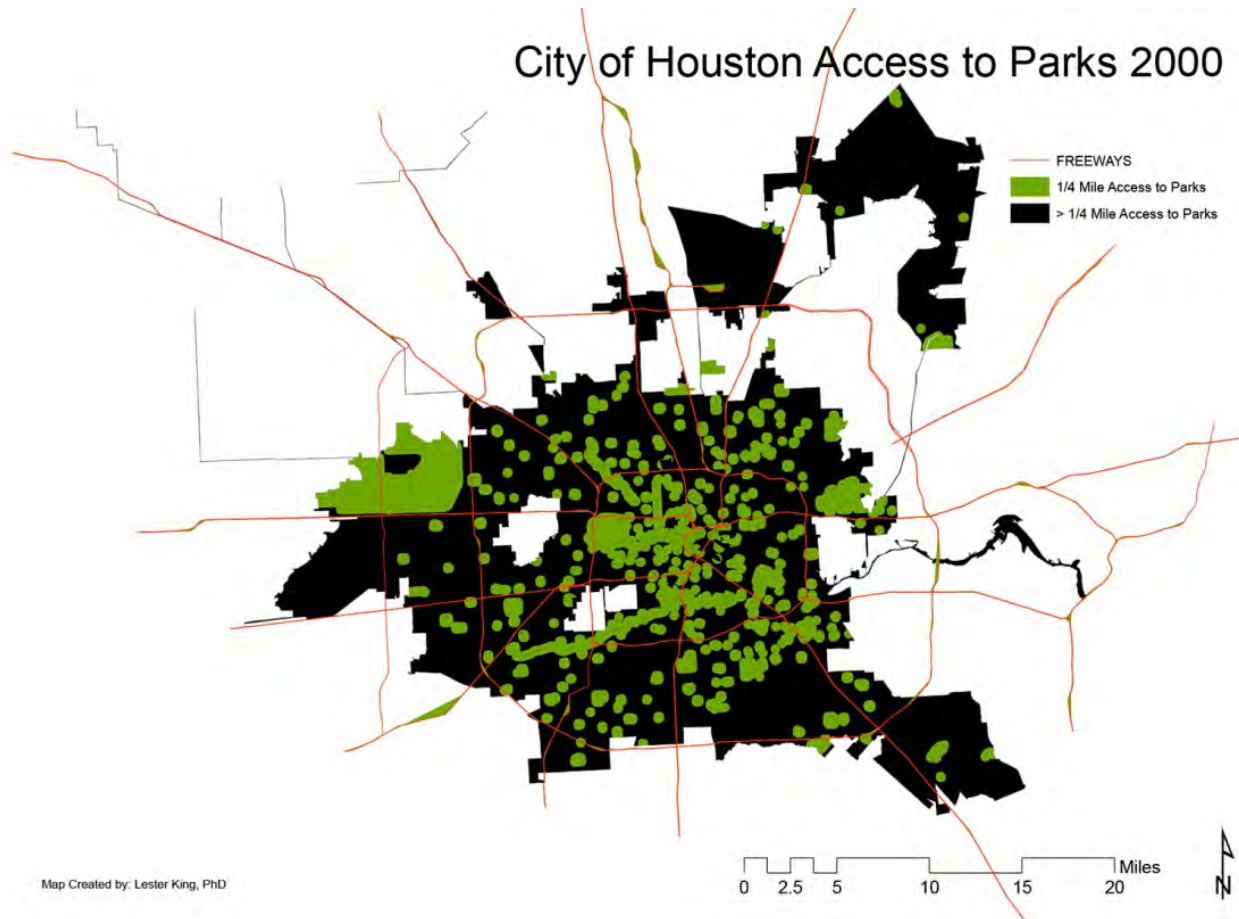 City of Houston Access to Parks 2000
FREEWAYS
1/4 Mile Access to Parks
> 1/4 Mile Access to Parks
Map Created by: Lester King, PhD
Miles
0 2.5 5 10 15 20
N